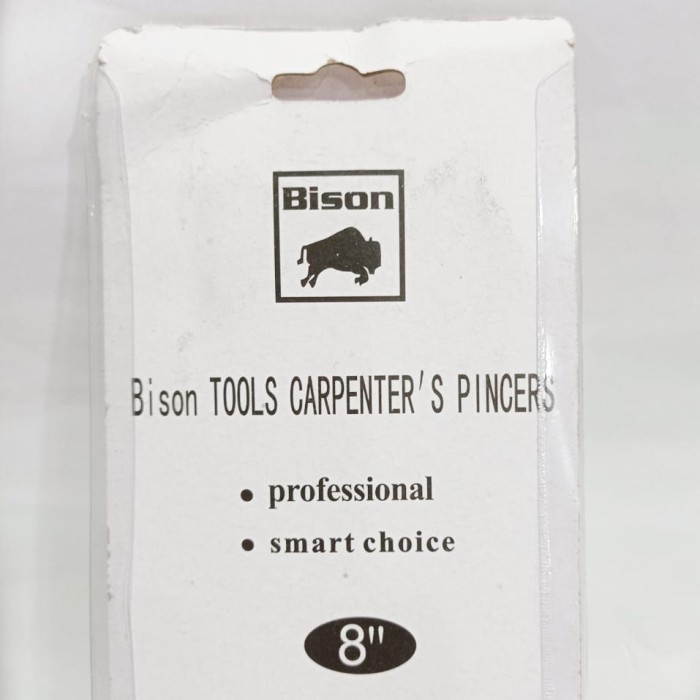 Bison
Bison TOOLS CARPENTER'S PINCERS
• professional
• smart choice
8"